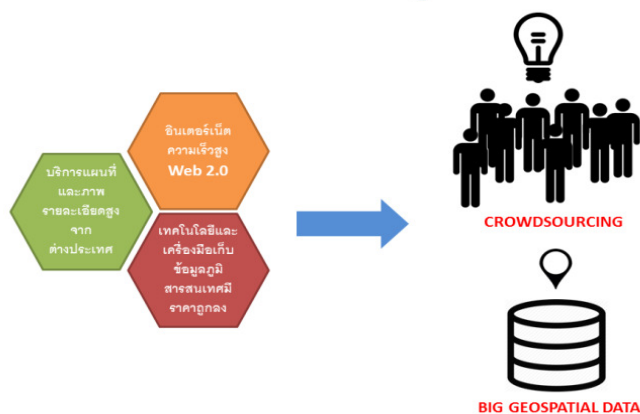 อินเตอร์เน็ต
ความเร็วสูง
Web 2.0
บริการแผนที่
และภาพ
รายละเอียดสูง
จาก
ต่างประเทศ
เทคโนโลยีและ
เครื่องมือเก็บ
ข้อมูลภูมิ
สารสนเทศมี
ราคาถูกลง
CROWDSOURCING
BIG GEOSPATIAL DATA